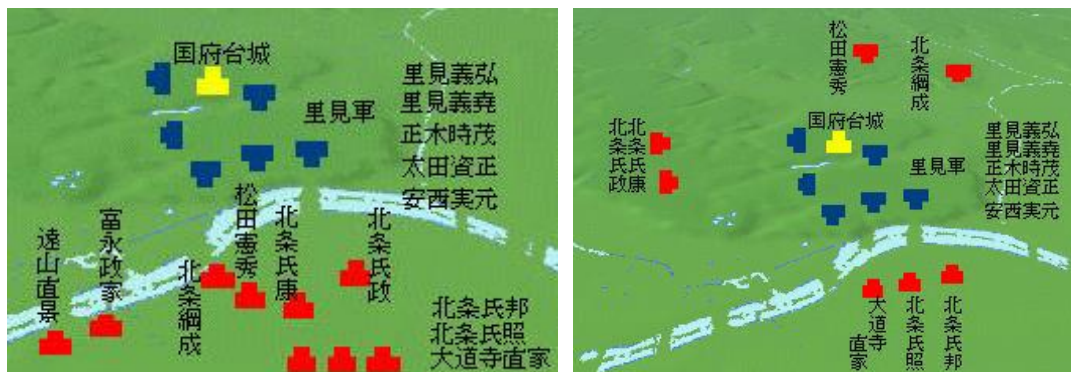 国府台城
里見軍
里見義弘
里見義堯
正木時茂
太田資正
安西実元
遠山直景
富永政家
北条綱成
松田憲秀
北条氏康
北条氏政
北条氏邦
北条氏照
大道寺直家
松田憲秀
北条綱成
北条氏政
北条氏康
国府台城
里見軍
里見義弘
里見義堯
正木時茂
太田資正
安西実元
大道寺
直家
北条氏照
北条氏邦